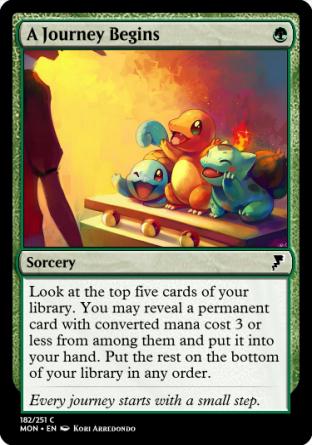 A Journey Begins
Sorcery
Look at the top five cards of your
library. You may reveal a permanent
card with converted mana cost 3 or
less from among them and put it into
your hand. Put the rest on the bottom
of your library in any order.
Every journey starts with a small step.
182/251 C
MON • EN Kori Arredondo